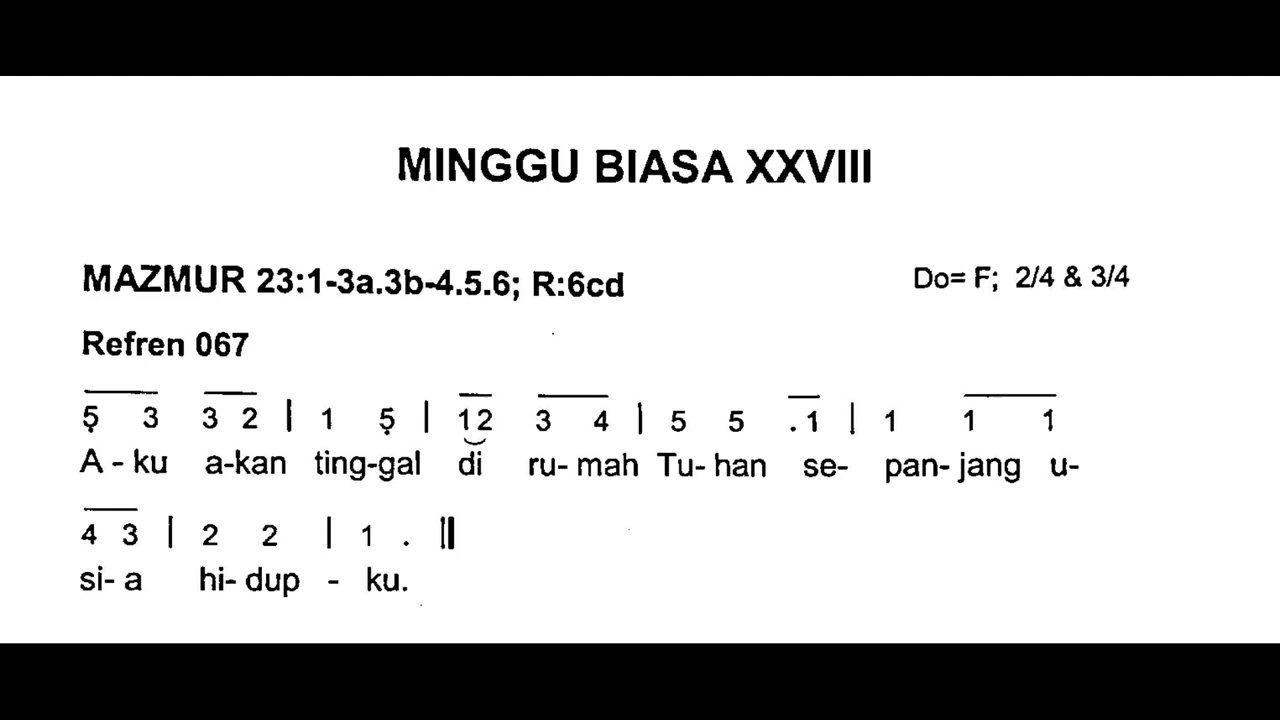 MINGGU BIASA XXVIII
MAZMUR 23:1-3a.3b-4.5.6; R:6cd Do= F; 2/4 & 3/4
Refren 067
5̣ 3 3 2 | 1 5̣ | 12 3 4 | 5 5 .1 | 1 1 1
A - ku a-kan ting-gal di ru- mah Tu- han se- pan- jang u-
4 3 | 2 2 | 1 . ||
si- a hi- dup - ku.